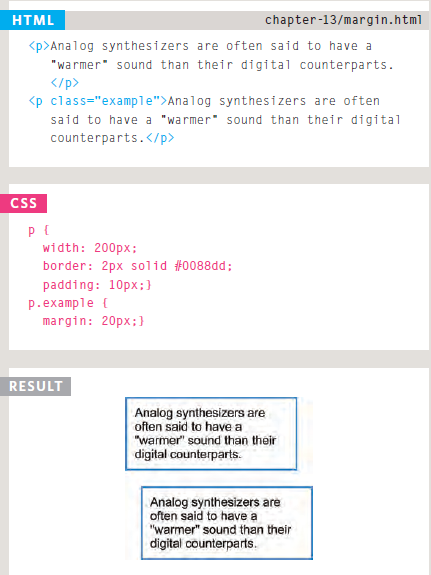 HTML
chapter-13/margin.html
<p>Analog synthesizers are often said to have a
"warmer" sound than their digital counterparts.
</p>
<p class="example">Analog synthesizers are often
said to have a "warmer" sound than their digital
counterparts.</p>
CSS
p {
width: 200px;
border: 2px solid #0088dd;
padding: 10px;}
p.example {
margin: 20px;}
RESULT
Analog synthesizers are
often said to have a
"warmer" sound than their
digital counterparts.
Analog synthesizers are
often said to have a
"warmer" sound than their
digital counterparts.